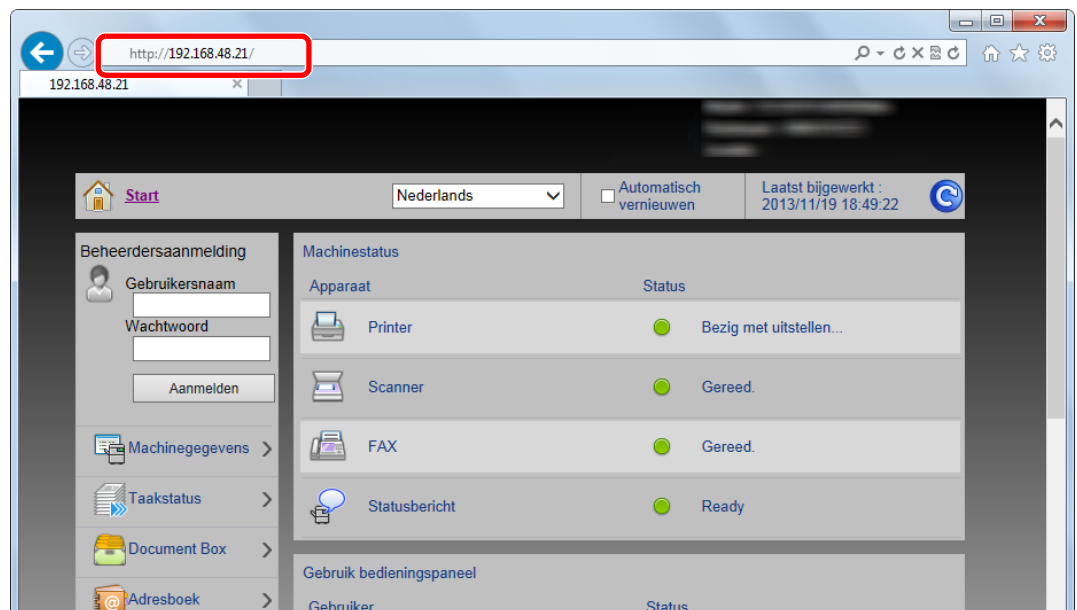 http://192.168.48.21/
192.168.48.21
Start
Nederlands
Automatisch
vernieuwen
Laatst bijgewerkt :
2013/11/19 18:49:22
Beheerdersaanmelding
Gebruikersnaam
Wachtwoord
Aanmelden
Machinegegevens
Taakstatus
Document Box
Adresboek
Machinestatus
Apparaat Status
Printer Bezig met uitstellen...
Scanner Gereed.
FAX Gereed.
Statusbericht Ready
Gebruik bedieningspaneel
Gebruiker Status